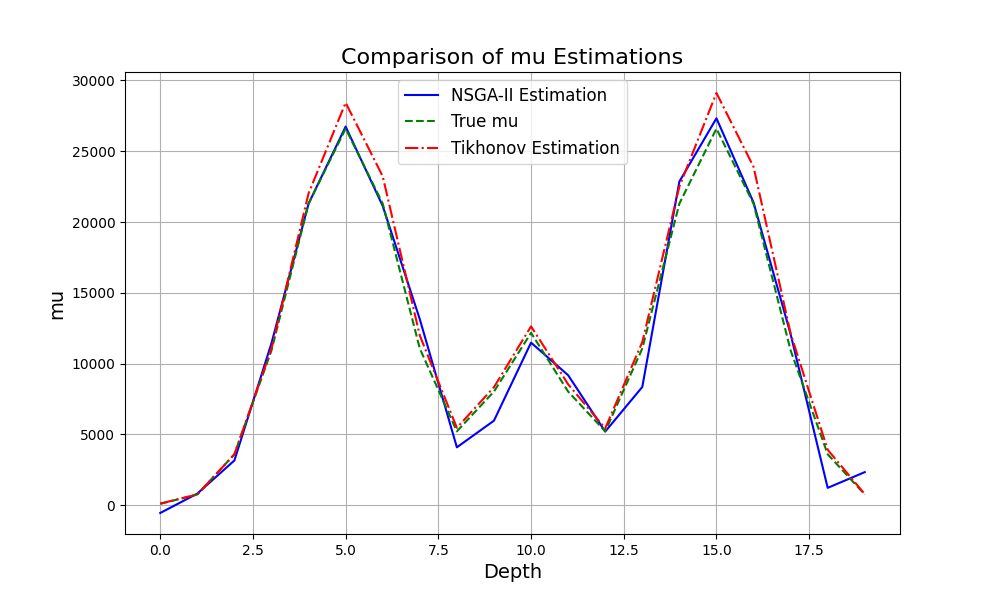 Comparison of mu Estimations
NSGA-II Estimation
True mu
Tikhonov Estimation
30000
25000
20000
15000
10000
5000
0
mu
0.0 2.5 5.0 7.5 10.0 12.5 15.0 17.5
Depth